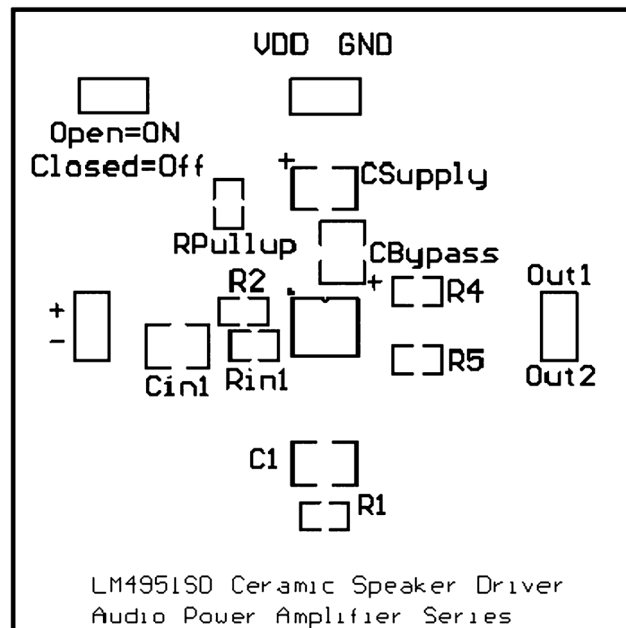 VDD GND
Open=ON
Closed=Off
+
CSupply
RPullup
CBypass
+
R2
R4
Out1
+
-
R5
Out2
Cin1
Rin1
C1
R1
LM4951SD Ceramic Speaker Driver
Audio Power Amplifier Series